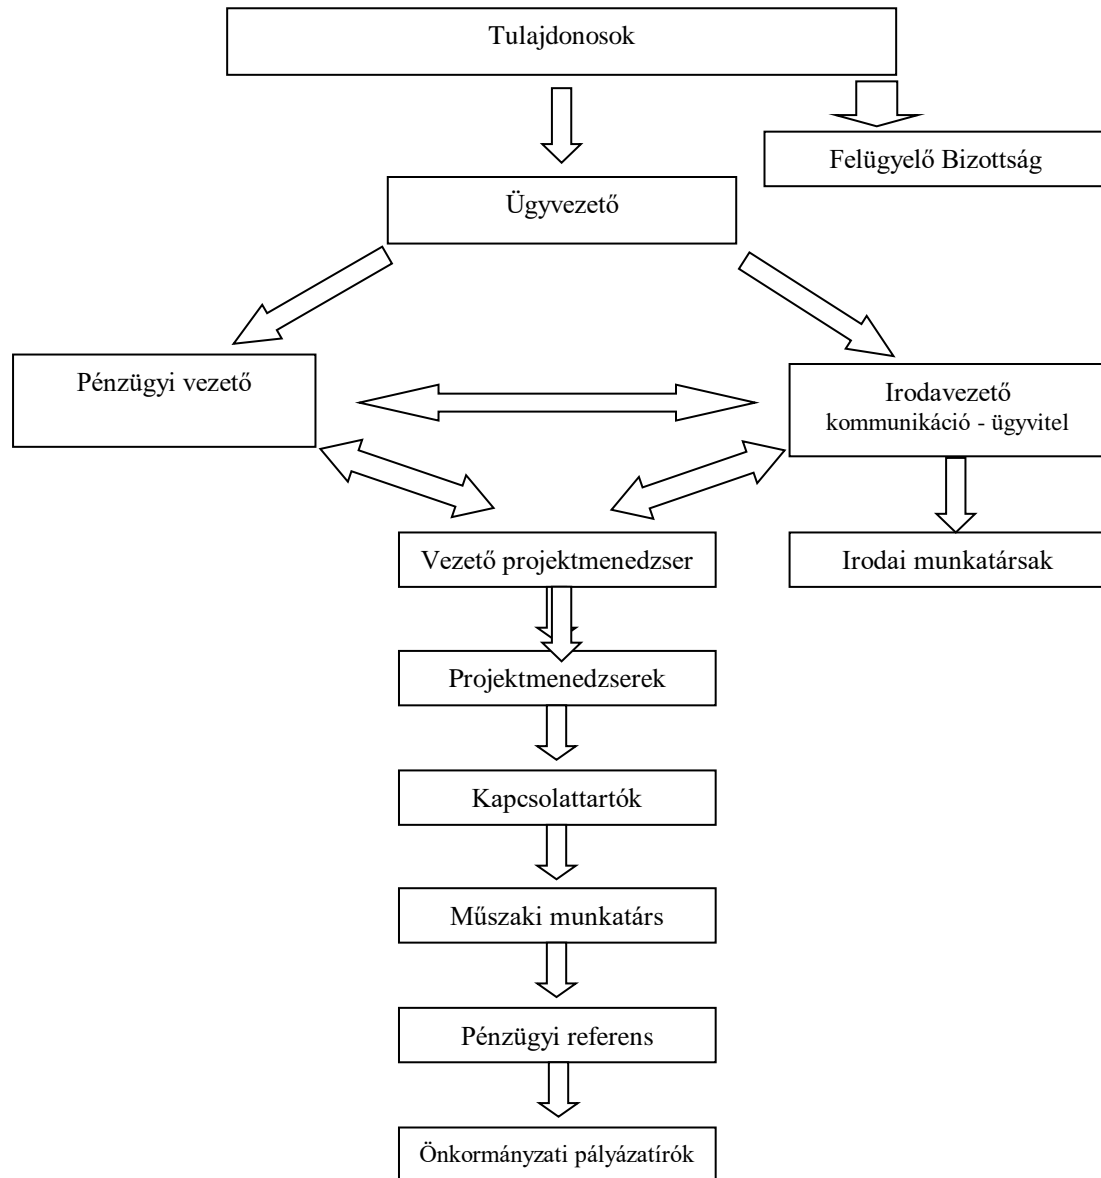 Tulajdonosok
Felügyelő Bizottság
Ügyvezető
Pénzügyi vezető
Irodavezető
kommunikáció - ügyvitel
Vezető projektmenedzser
Irodai munkatársak
Projektmenedzserek
Kapcsolattartók
Műszaki munkatárs
Pénzügyi referens
Önkormányzati pályázatírók